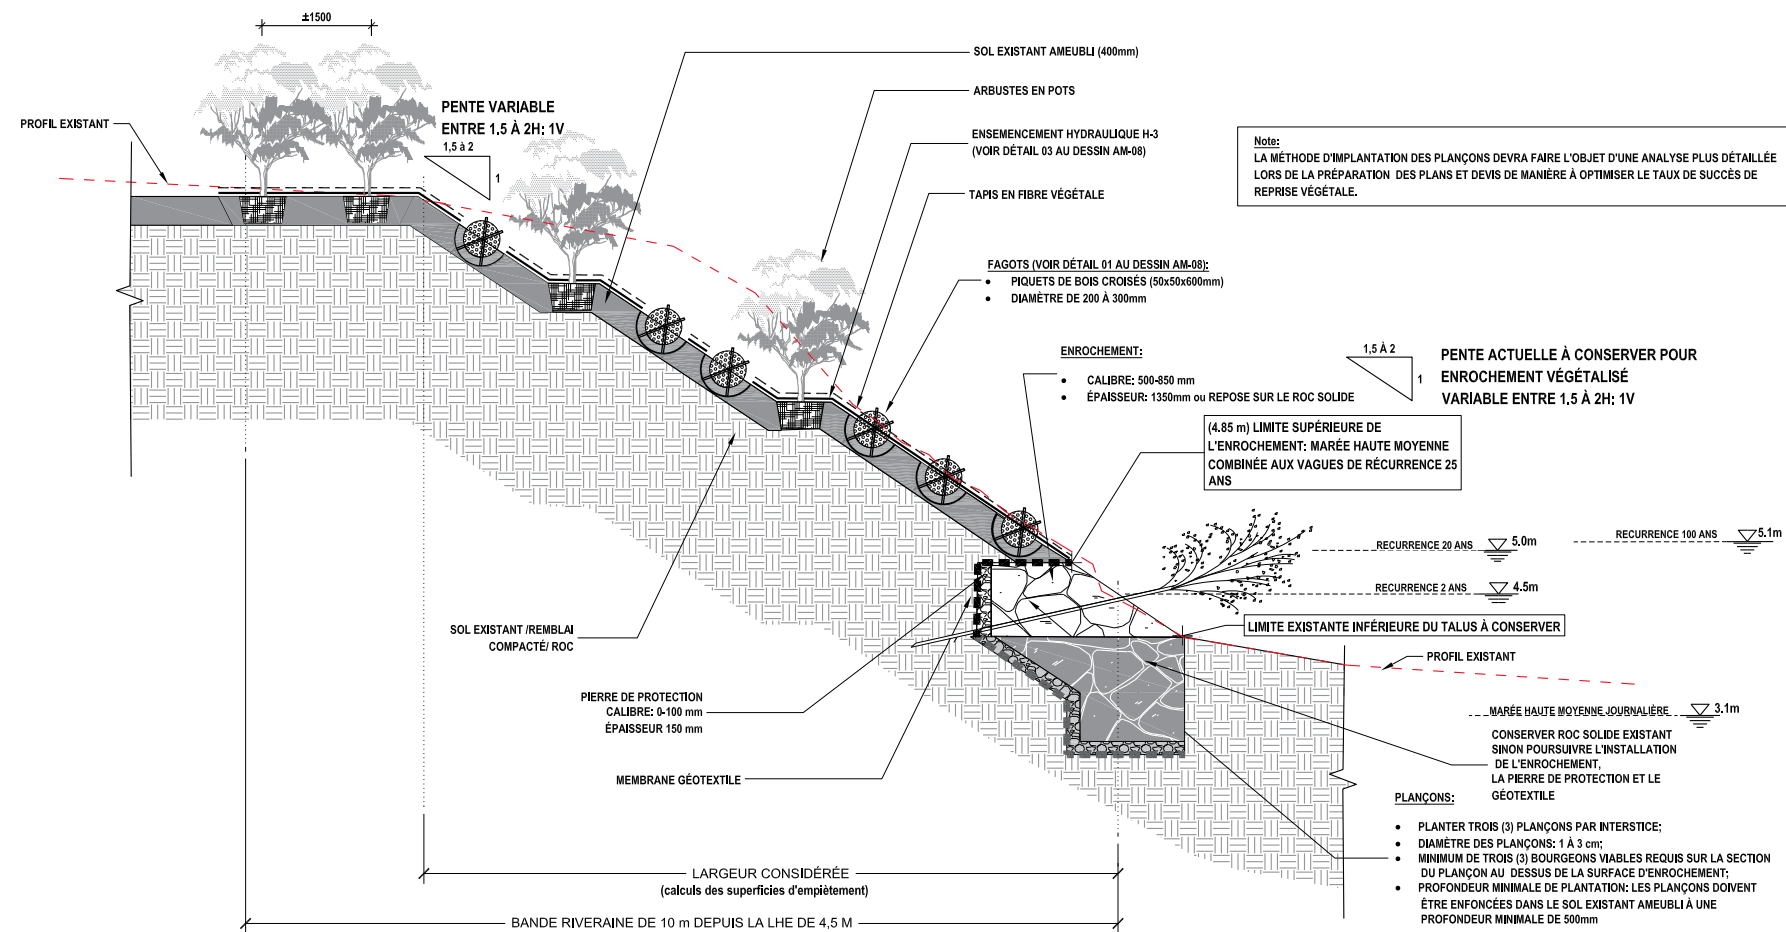 ±1500
SOL EXISTANT AMEUBLI (400mm)
ARBUSTES EN POTS
PROFIL EXISTANT
PENTE VARIABLE
ENTRE 1,5 À 2H: 1V
1,5 à 2
1
ENSEMENCEMENT HYDRAULIQUE H-3
(VOIR DÉTAIL 03 AU DESSIN AM-08)
TAPIS EN FIBRE VÉGÉTALE
Note:
LA MÉTHODE D'IMPLANTATION DES PLANÇONS DEVRA FAIRE L'OBJET D'UNE ANALYSE PLUS DÉTAILLÉE
LORS DE LA PRÉPARATION DES PLANS ET DEVIS DE MANIÈRE À OPTIMISER LE TAUX DE SUCCÈS DE
REPRISE VÉGÉTALE.
FAGOTS (VOIR DÉTAIL 01 AU DESSIN AM-08):
• PIQUETS DE BOIS CROISÉS (50x50x600mm)
• DIAMÈTRE DE 200 À 300mm
ENROCHEMENT:
• CALIBRE: 500-850 mm
• ÉPAISSEUR: 1350mm ou REPOSE SUR LE ROC SOLIDE
1,5 À 2
1
PENTE ACTUELLE À CONSERVER POUR
ENROCHEMENT VÉGÉTALISÉ
VARIABLE ENTRE 1,5 À 2H: 1V
(4.85 m) LIMITE SUPÉRIEURE DE
L'ENROCHEMENT: MARÉE HAUTE MOYENNE
COMBINÉE AUX VAGUES DE RÉCURRENCE 25
ANS
RECURRENCE 100 ANS
5.1m
RECURRENCE 20 ANS
5.0m
RECURRENCE 2 ANS
4.5m
LIMITE EXISTANTE INFÉRIEURE DU TALUS À CONSERVER
PROFIL EXISTANT
SOL EXISTANT /REMBLAI
COMPACTÉ/ ROC
PIERRE DE PROTECTION
CALIBRE: 0-100 mm
ÉPAISSEUR 150 mm
MEMBRANE GÉOTEXTILE
MARÉE HAUTE MOYENNE JOURNALIÈRE
3.1m
CONSERVER ROC SOLIDE EXISTANT
SINON POURSUIVRE L'INSTALLATION
DE L'ENROCHEMENT,
LA PIERRE DE PROTECTION ET LE
GÉOTEXTILE
PLANÇONS:
• PLANTER TROIS (3) PLANÇONS PAR INTERSTICE;
• DIAMÈTRE DES PLANÇONS: 1 À 3 cm;
• MINIMUM DE TROIS (3) BOURGEONS VIABLES REQUIS SUR LA SECTION
DU PLANÇON AU DESSUS DE LA SURFACE D'ENROCHEMENT;
• PROFONDEUR MINIMALE DE PLANTATION: LES PLANÇONS DOIVENT
ÊTRE ENFONCÉES DANS LE SOL EXISTANT AMEUBLI À UNE
PROFONDEUR MINIMALE DE 500mm
LARGEUR CONSIDÉRÉE
(calculs des superficies d'empiètement)
BANDE RIVERAINE DE 10 m DEPUIS LA LHE DE 4,5 M